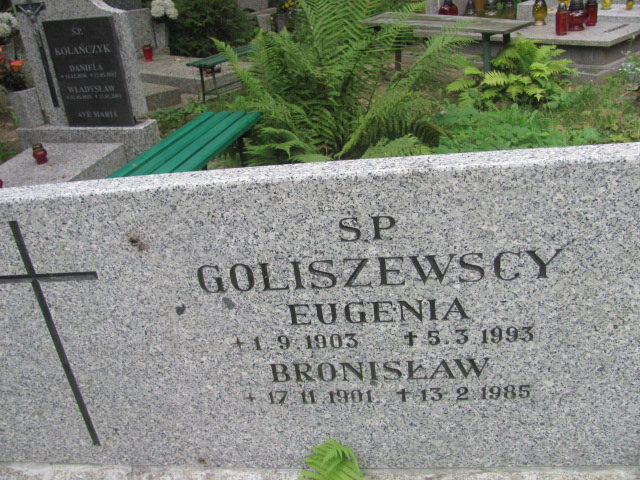 Ś.P.
KOLAŃCZYK
DANIELA
WŁADYSŁAW
AVE MARIA
Ś.P.
GOLISZEWSCY
EUGENIA
+1.9.1903 +5.3.1993
BRONISŁAW
+17.11.1901. +13.2.1985